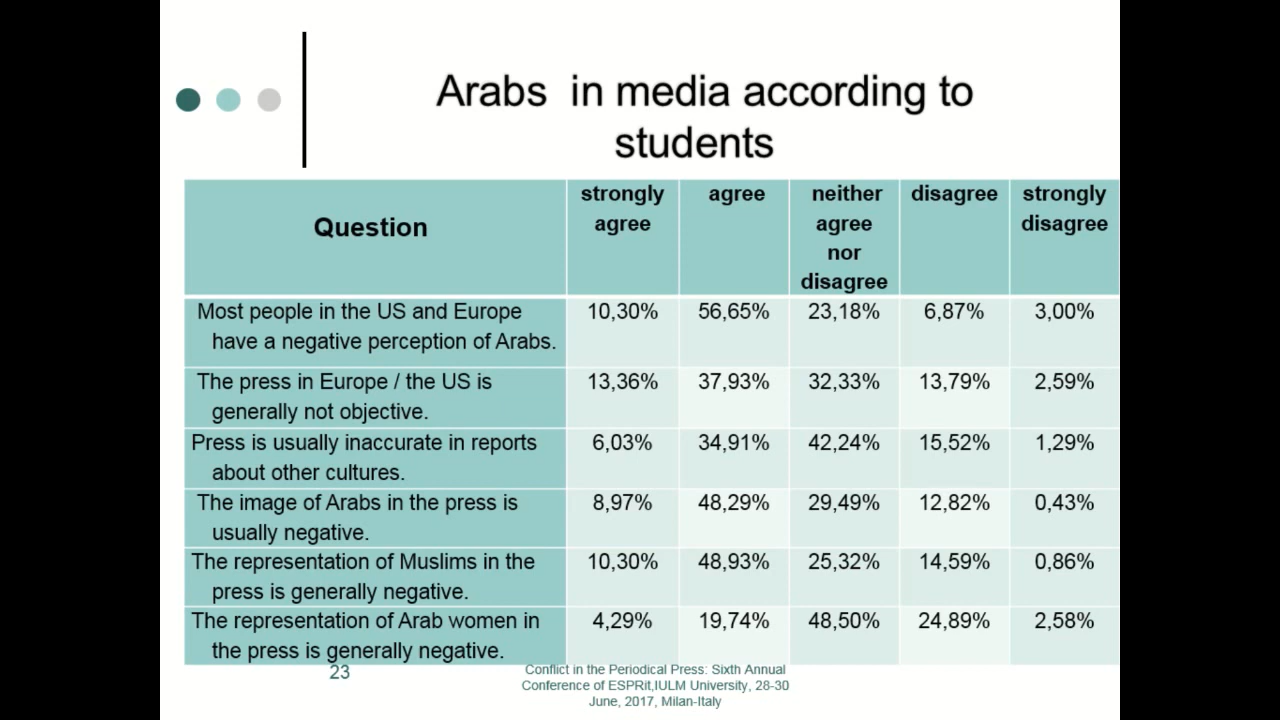 Arabs in media according to
students
Question
strongly
agree
agree
neither
agree
nor
disagree
disagree
strongly
disagree
Most people in the US and Europe
have a negative perception of Arabs.
10,30% 56,65% 23,18% 6,87% 3,00%
The press in Europe / the US is
generally not objective.
13,36% 37,93% 32,33% 13,79% 2,59%
Press is usually inaccurate in reports
about other cultures.
6,03% 34,91% 42,24% 15,52% 1,29%
The image of Arabs in the press is
usually negative.
8,97% 48,29% 29,49% 12,82% 0,43%
The representation of Muslims in the
press is generally negative.
10,30% 48,93% 25,32% 14,59% 0,86%
The representation of Arab women in
the press is generally negative.
4,29% 19,74% 48,50% 24,89% 2,58%
23
Conflict in the Periodical Press: Sixth Annual
Conference of ESPRit,IULM University, 28-30
June, 2017, Milan-Italy